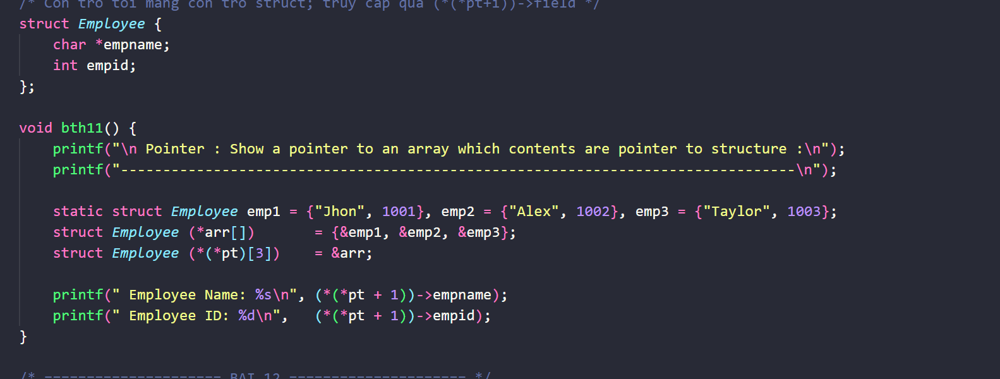 /* Con tro toi mang con tro struct; truy cap qua (*(*pt+i))->field */
struct Employee {
    char *empname;
    int empid;
};
void bth11() {
    printf("\n Pointer : Show a pointer to an array which contents are pointer to structure :\n");
    printf("--------------------------------------------------------------------------------\n");
    static struct Employee emp1 = {"Jhon", 1001}, emp2 = {"Alex", 1002}, emp3 = {"Taylor", 1003};
    struct Employee (*arr[])       = {&emp1, &emp2, &emp3};
    struct Employee (*(*pt)[3])    = &arr;
    printf(" Employee Name: %s\n", (*(*pt + 1))->empname);
    printf(" Employee ID: %d\n",   (*(*pt + 1))->empid);
}
/* ===================== BAI 12 ===================== */